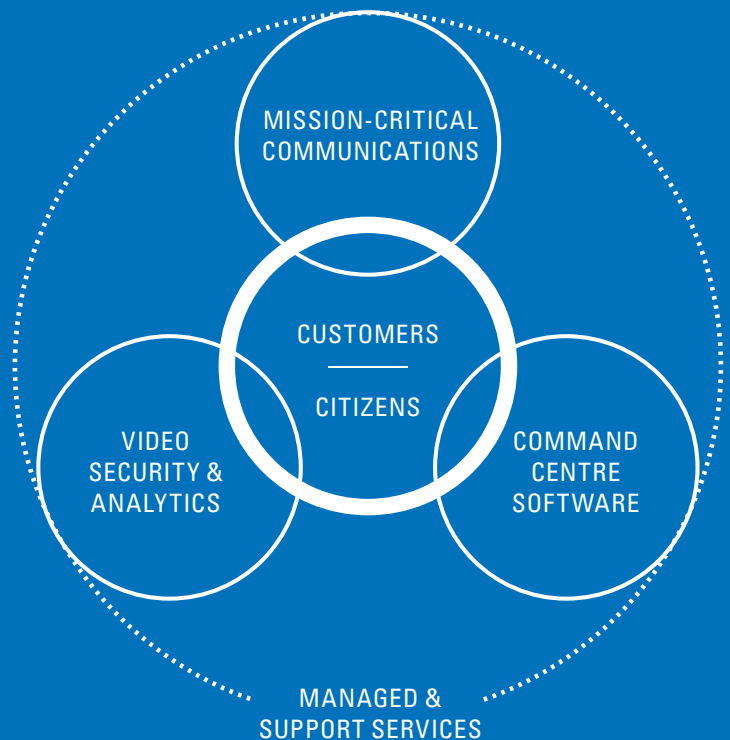 MISSION-CRITICAL
COMMUNICATIONS
CUSTOMERS
CITIZENS
VIDEO
SECURITY &
ANALYTICS
COMMAND
CENTRE
SOFTWARE
MANAGED &
SUPPORT SERVICES